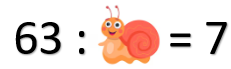 63 : = 7